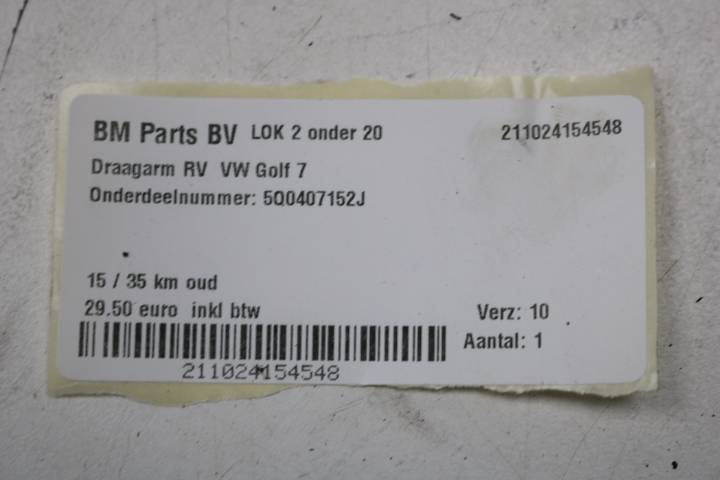 BM Parts BV LOK 2 onder 20 211024154548
Draagarm RV VW Golf 7
Onderdeelnummer: 5Q0407152J
15 / 35 km oud
29.50 euro inkl btw Verz: 10
Aantal: 1
211024154548